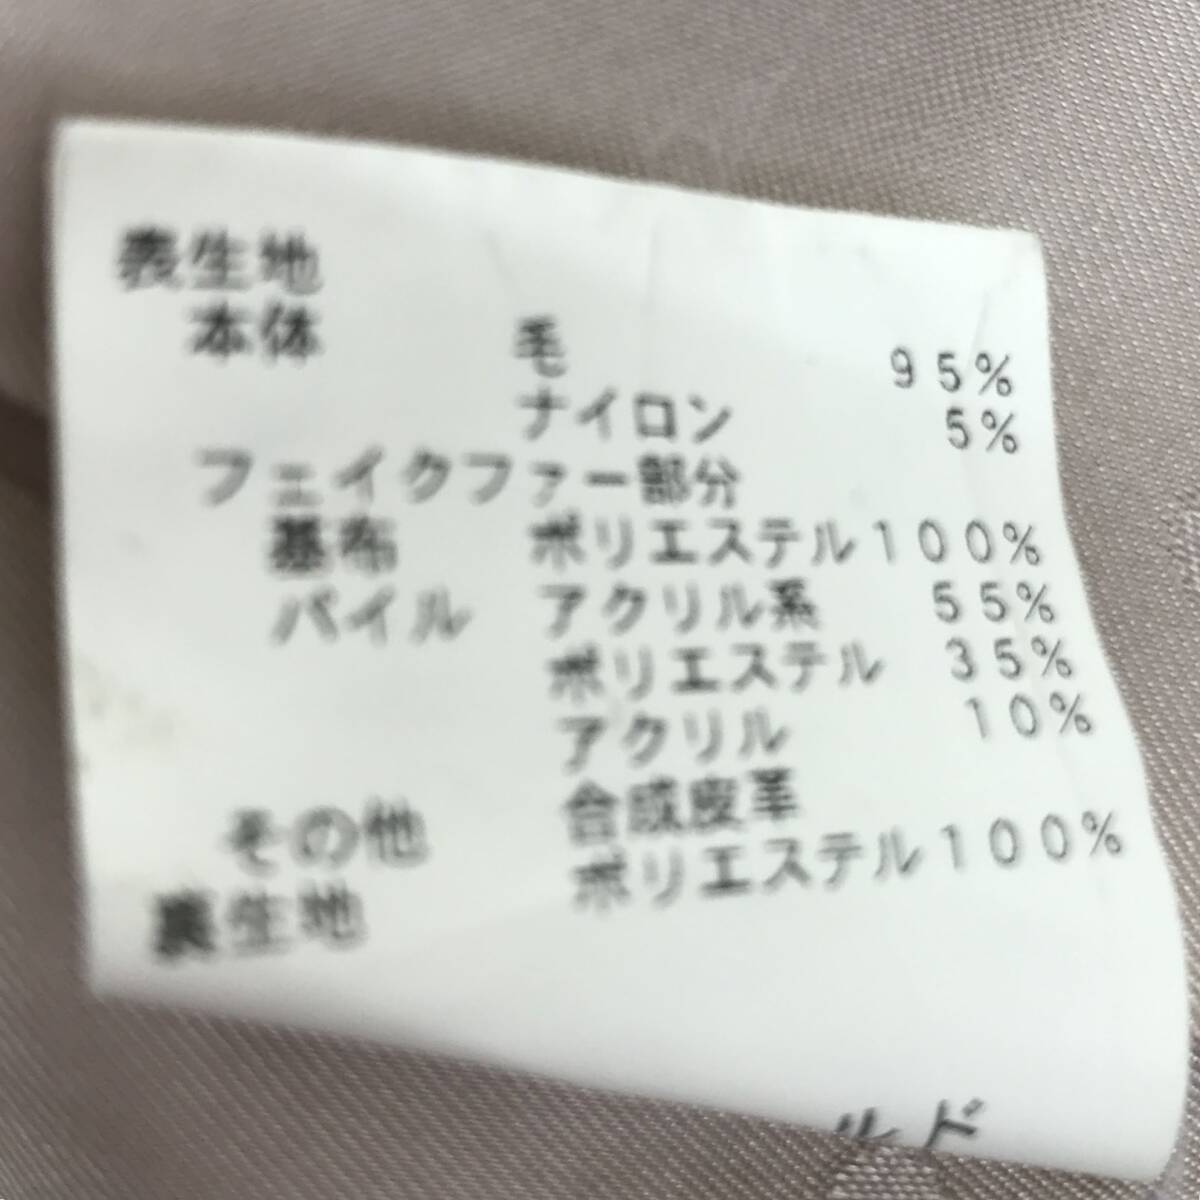 表生地
本体 毛 95%
ナイロン 5%
フェイクファー部分
基布 ポリエステル100%
パイル アクリル系 55%
ポリエステル 35%
アクリル 10%
その他 合成皮革
裏生地 ポリエステル100%
ルド